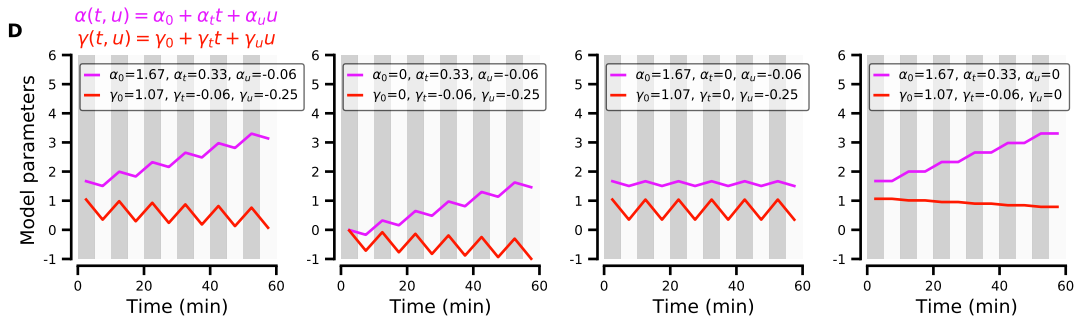 α(t, u) = α₀ + αₜt + αᵤu
D
γ(t, u) = γ₀ + γₜt + γᵤu
Model parameters
6
5
4
3
2
1
0
-1
α₀=1.67, αₜ=0.33, αᵤ=-0.06
γ₀=1.07, γₜ=-0.06, γᵤ=-0.25
0 20 40 60
Time (min)
6
5
4
3
2
1
0
-1
α₀=0, αₜ=0.33, αᵤ=-0.06
γ₀=0, γₜ=-0.06, γᵤ=-0.25
0 20 40 60
Time (min)
6
5
4
3
2
1
0
-1
α₀=1.67, αₜ=0, αᵤ=-0.06
γ₀=1.07, γₜ=0, γᵤ=-0.25
0 20 40 60
Time (min)
6
5
4
3
2
1
0
-1
α₀=1.67, αₜ=0.33, αᵤ=0
γ₀=1.07, γₜ=-0.06, γᵤ=0
0 20 40 60
Time (min)